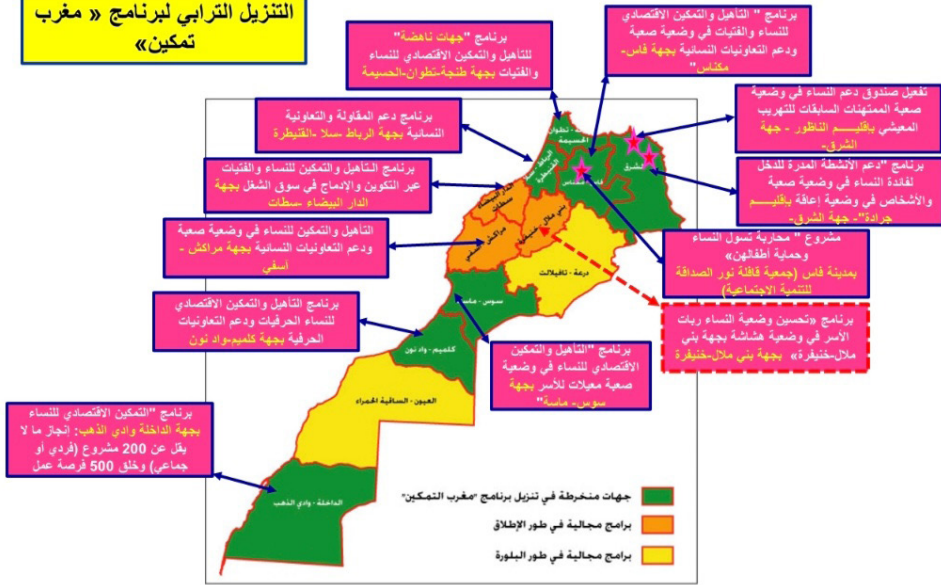 التنزيل الترابي لبرنامج « مغرب
تمكين»
برنامج " التأهيل والتمكين الاقتصادي
للنساء والفتيات في وضعية صعبة
ودعم التعاونيات النسائية بجهة فاس-
مكناس"
برنامج "جهات ناهضة"
للتأهيل والتمكين الاقتصادي للنساء
والفتيات بجهة طنجة-تطوان-الحسيمة
تفعيل صندوق دعم النساء في وضعية
صعبة الممتهنات السابقات للتهريب
المعيشي بإقليـــــم الناظور - جهة
الشرق-
برنامج دعم المقاولة والتعاونية
النسائية بجهة الرباط -سلا -القنيطرة
برنامج "دعم الأنشطة المدرة للدخل
لفائدة النساء في وضعية صعبة
والأشخاص في وضعية إعاقة بإقليـــم
جرادة"- جهة الشرق-
برنامج التأهيل والتمكين للنساء والفتيات
عبر التكوين والإدماج في سوق الشغل بجهة
الدار البيضاء -سطات
التأهيل والتمكين للنساء في وضعية صعبة
ودعم التعاونيات النسائية بجهة مراكش -
أسفي
مشروع " محاربة تسول النساء
وحماية أطفالهن»
بمدينة فاس (جمعية قافلة نور الصداقة
للتنمية الاجتماعية)
برنامج «تحسين وضعية النساء ربات
الأسر في وضعية هشاشة بجهة بني
ملال-خنيفرة» بجهة بني ملال-خنيفرة
برنامج التأهيل والتمكين الاقتصادي
للنساء الحرفيات ودعم التعاونيات
الحرفية بجهة كلميم-واد نون
برنامج "التأهيل والتمكين
الاقتصادي للنساء في وضعية
صعبة معيلات للأسر بجهة
سوس- ماسة"
برنامج "التمكين الاقتصادي للنساء
بجهة الداخلة وادي الذهب: إنجاز ما لا
يقل عن 200 مشروع (فردي أو
جماعي) وخلق 500 فرصة عمل
تطوان
الحسيمة
الشرق
الدار البيضاء
سطات
درعة - تافيلالت
سوس - ماسة
كلميم - واد نون
العيون - الساقية الحمراء
الداخلة - وادي الذهب
جهات منخرطة في تنزيل برنامج "مغرب التمكين"
برامج مجالية في طور الإطلاق
برامج مجالية في طور البلورة